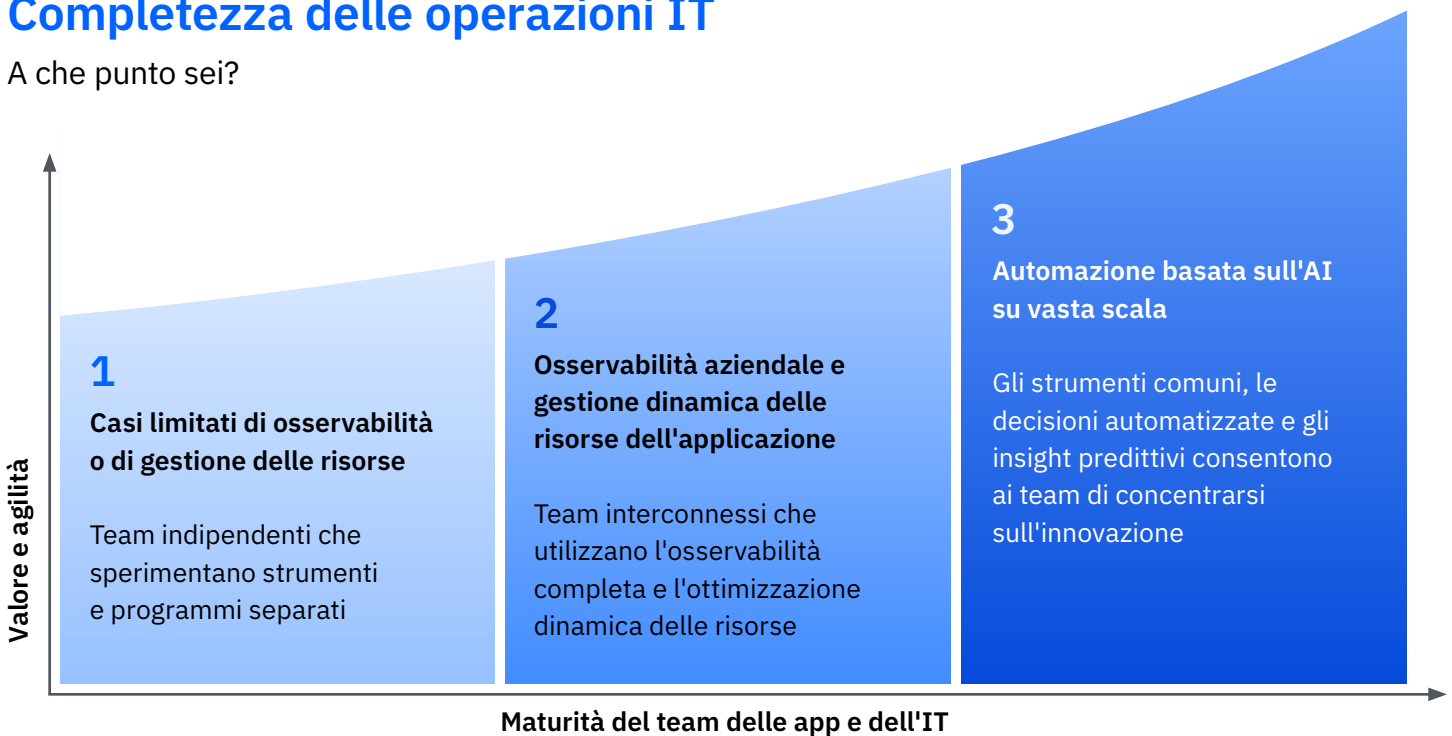 Completezza delle operazioni IT
A che punto sei?
Valore e agilità
1
Casi limitati di osservabilità
o di gestione delle risorse
Team indipendenti che
sperimentano strumenti
e programmi separati
2
Osservabilità aziendale e
gestione dinamica delle
risorse dell'applicazione
Team interconnessi che
utilizzano l'osservabilità
completa e l'ottimizzazione
dinamica delle risorse
3
Automazione basata sull'AI
su vasta scala
Gli strumenti comuni, le
decisioni automatizzate e gli
insight predittivi consentono
ai team di concentrarsi
sull'innovazione
Maturità del team delle app e dell'IT